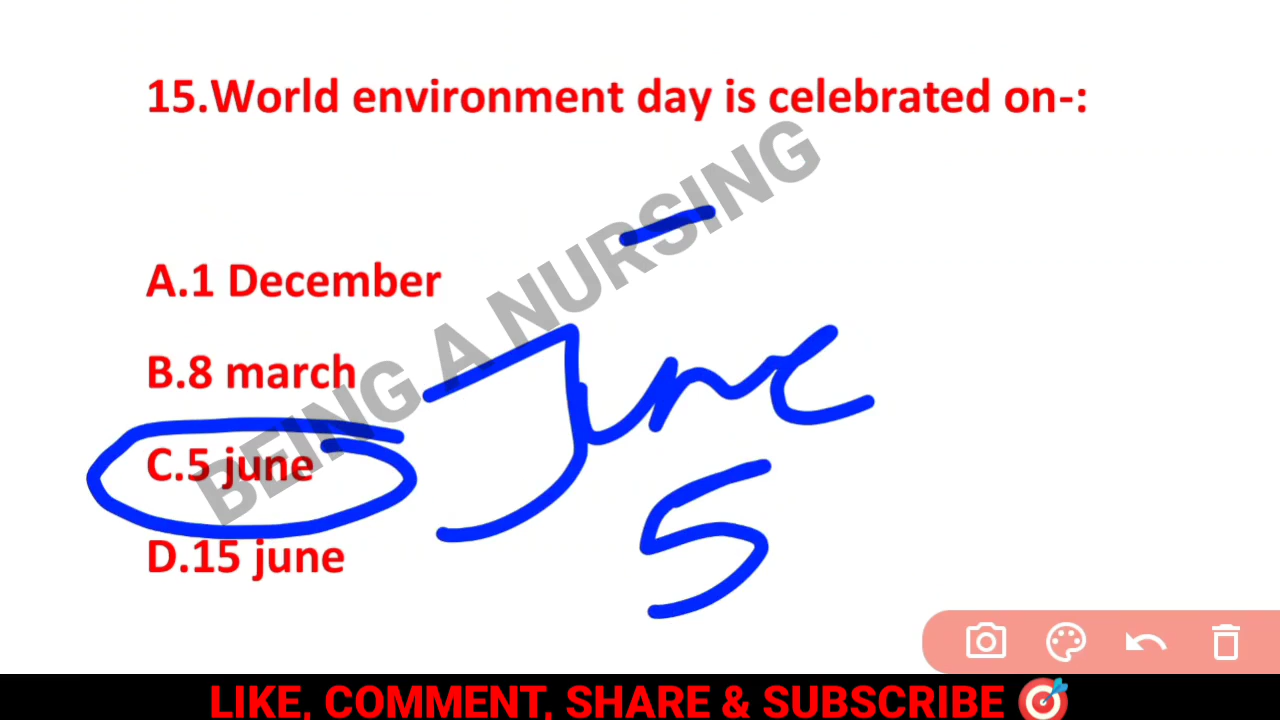 15.World environment day is celebrated on-:
BEING A NURSING
A.1 December
B.8 march
C.5 june
D.15 june
June
5
LIKE, COMMENT, SHARE & SUBSCRIBE 🎯